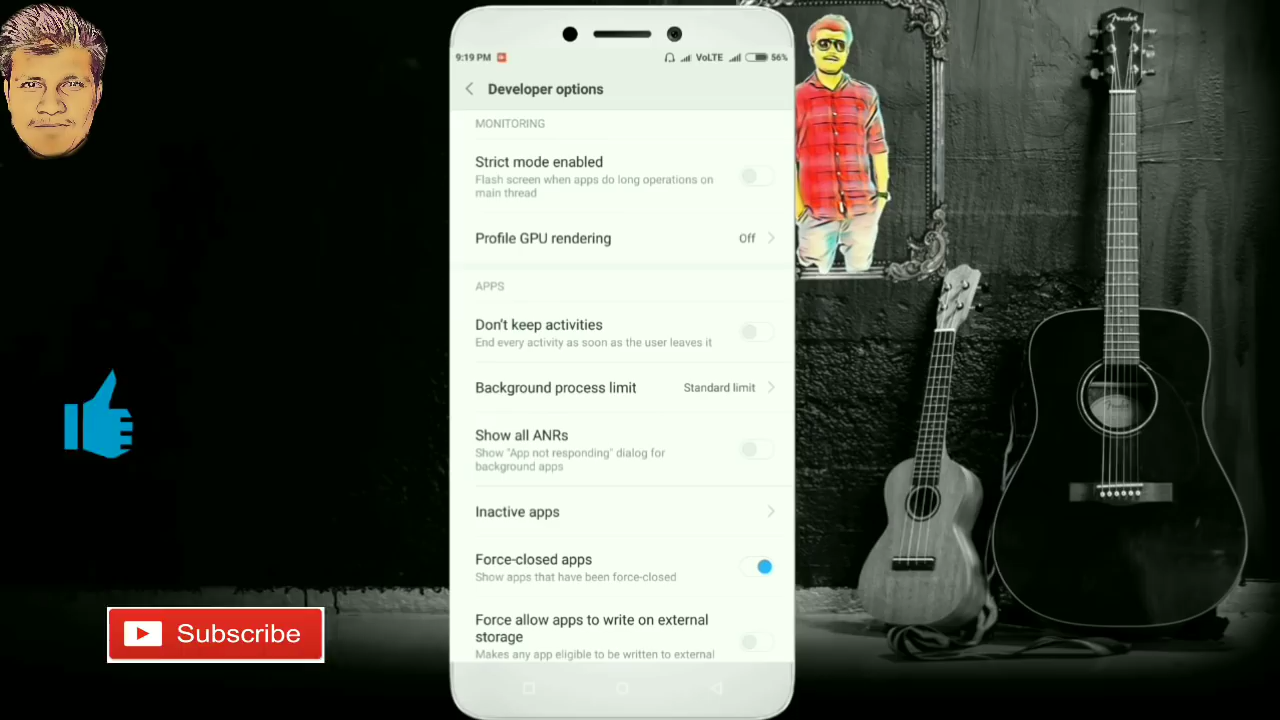 9:19 PM
VoLTE
56%
Developer options
MONITORING
Strict mode enabled
Flash screen when apps do long operations on
main thread
Profile GPU rendering
Off
APPS
Don't keep activities
End every activity as soon as the user leaves it
Background process limit
Standard limit
Show all ANRs
Show "App not responding" dialog for
background apps
Inactive apps
Force-closed apps
Show apps that have been force-closed
Force allow apps to write on external
storage
Makes any app eligible to be written to external
Subscribe
Fender
Fender